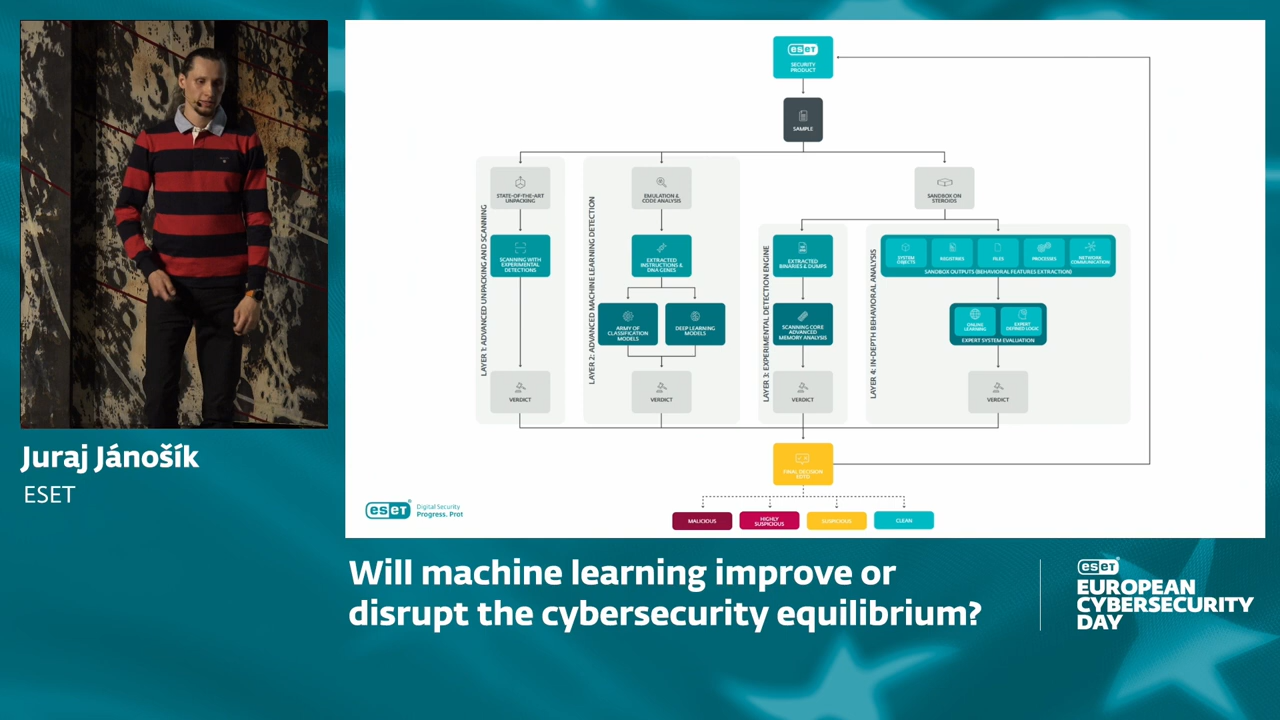 eset
SECURITY
PRODUCT
SAMPLE
LAYER 1: ADVANCED UNPACKING AND SCANNING
STATE-OF-THE-ART
UNPACKING
SCANNING WITH
EXPERIMENTAL
DETECTIONS
VERDICT
LAYER 2: ADVANCED MACHINE LEARNING DETECTION
EMULATION &
CODE ANALYSIS
EXTRACTED
INSTRUCTIONS &
DNA GENES
ARMY OF
CLASSIFICATION
MODELS
DEEP LEARNING
MODELS
VERDICT
SANDBOX ON
STEROIDS
LAYER 3: EXPERIMENTAL DETECTION ENGINE
EXTRACTED
BINARIES & DUMPS
SCANNING CORE
ADVANCED
MEMORY ANALYSIS
VERDICT
LAYER 4: IN-DEPTH BEHAVIORAL ANALYSIS
SYSTEM
OBJECTS
REGISTRIES
FILES
PROCESSES
NETWORK
COMMUNICATION
SANDBOX OUTPUTS (BEHAVIORAL FEATURES EXTRACTION)
ONLINE
LEARNING
EXPERT
DEFINED LOGIC
EXPERT SYSTEM EVALUATION
VERDICT
FINAL DECISION
EDTD
MALICIOUS
HIGHLY
SUSPICIOUS
SUSPICIOUS
CLEAN
eset
Digital Security
Progress. Prot
Juraj Jánošík
ESET
Will machine learning improve or
disrupt the cybersecurity equilibrium?
eset
EUROPEAN
CYBERSECURITY
DAY